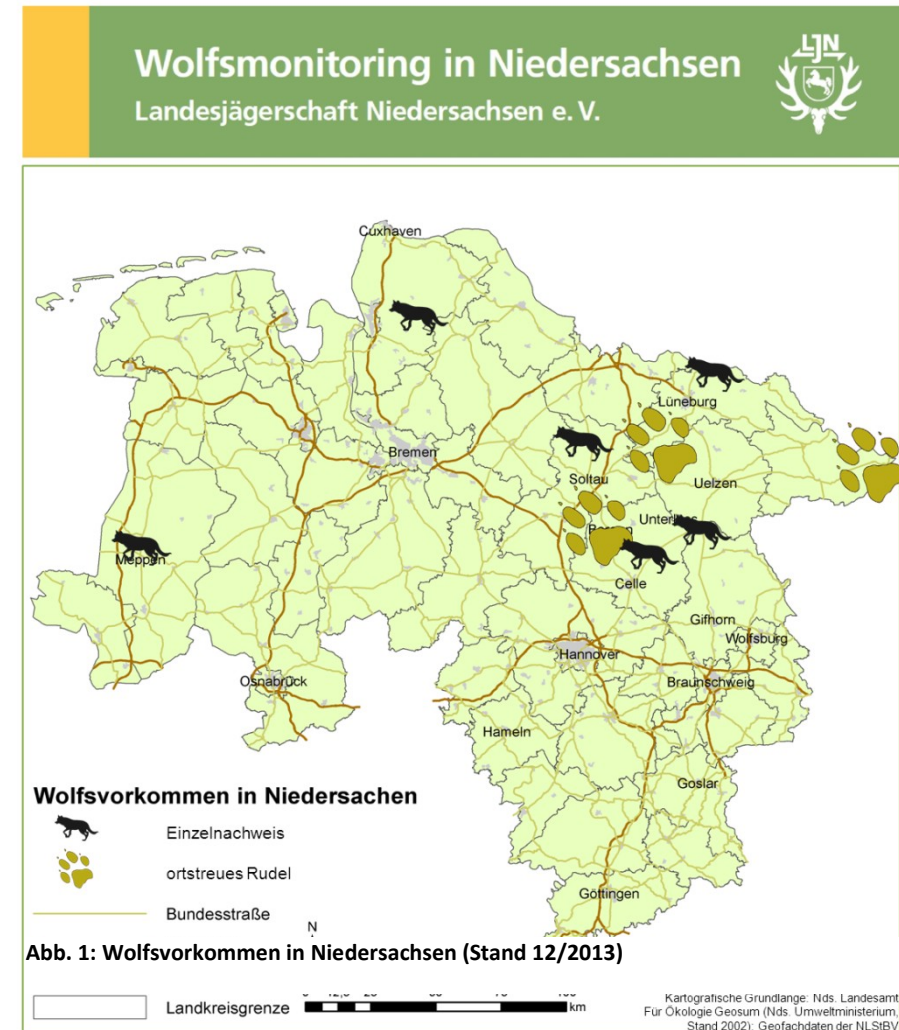 Wolfsmonitoring in Niedersachsen
Landesjägerschaft Niedersachsen e. V.
LJN
Cuxhaven
Lüneburg
Bremen
Soltau
Uelzen
Meppen
Celle
Gifhorn
Wolfsburg
Hannover
Osnabrück
Braunschweig
Hameln
Goslar
Göttingen
Wolfsvorkommen in Niedersachen
Einzelnachweis
ortstreues Rudel
Bundesstraße
N
Abb. 1: Wolfsvorkommen in Niedersachsen (Stand 12/2013)
Landkreisgrenze
km
Kartografische Grundlange: Nds. Landesamt
Für Ökologie Geosum (Nds. Umweltministerium,
Stand 2002); Geofachdaten der NLStBV